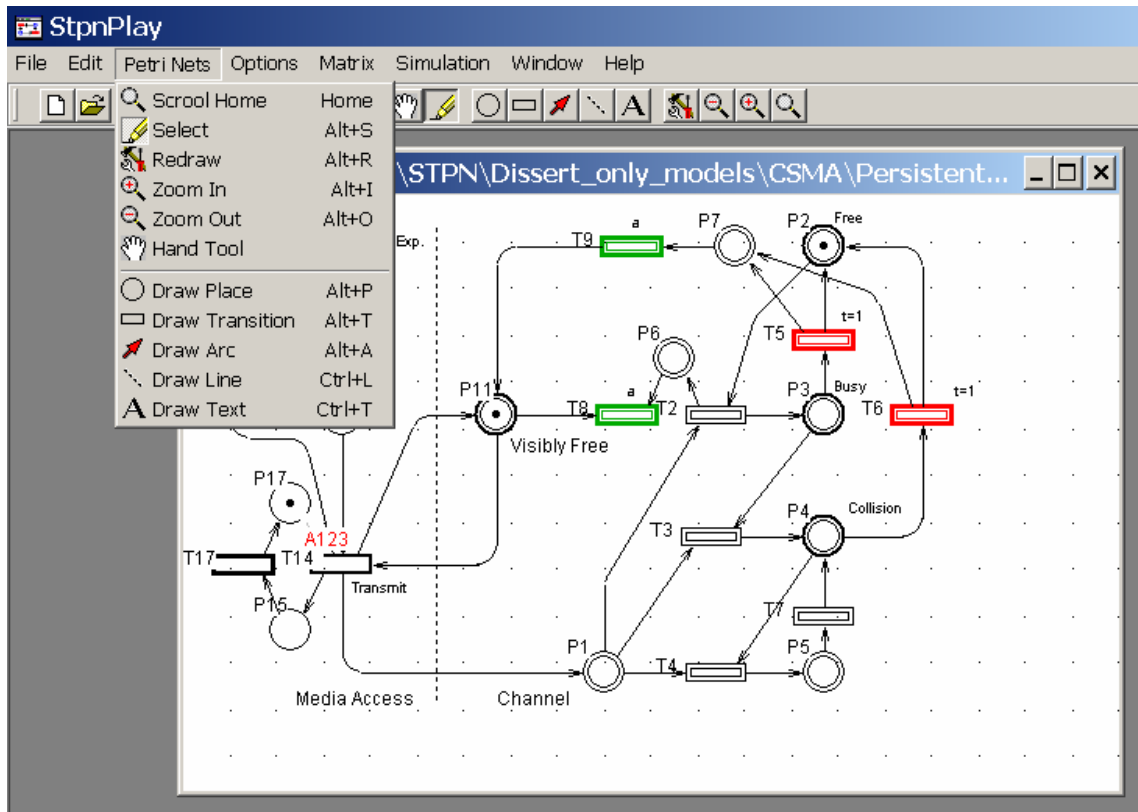 StpnPlay
File Edit Petri Nets Options Matrix Simulation Window Help
A
Scrool Home Home
Select Alt+S
Redraw Alt+R
Zoom In Alt+I
Zoom Out Alt+O
Hand Tool
Draw Place Alt+P
Draw Transition Alt+T
Draw Arc Alt+A
Draw Line Ctrl+L
A Draw Text Ctrl+T
\STPN\Dissert_only_models\CSMA\Persistent...
Exp.
T9
a
P7
P2
Free
T5
t=1
P6
P11
T8
a
T2
P3
Busy
T6
t=1
Visibly Free
P17
A123
T17
T14
Transmit
P15
T3
P4
Collision
T7
P1
T4
P5
Media Access
Channel